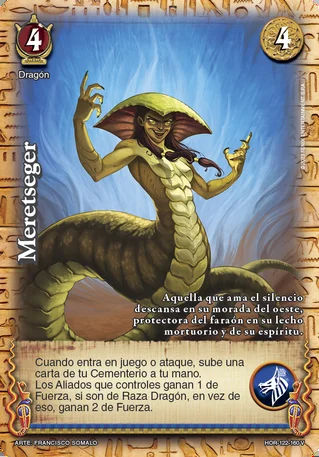 4
4
Dragón
Meretseger
Aquella que ama el silencio
descansa en su morada del oeste,
protectora del faraón en su lecho
mortuorio y de su espíritu.
Cuando entra en juego o ataque, sube una
carta de tu Cementerio a tu mano.
Los Aliados que controles ganan 1 de
Fuerza, si son de Raza Dragón, en vez de
eso, ganan 2 de Fuerza.
ARTE: FRANCISCO SOMALO
HOR-122-160 V